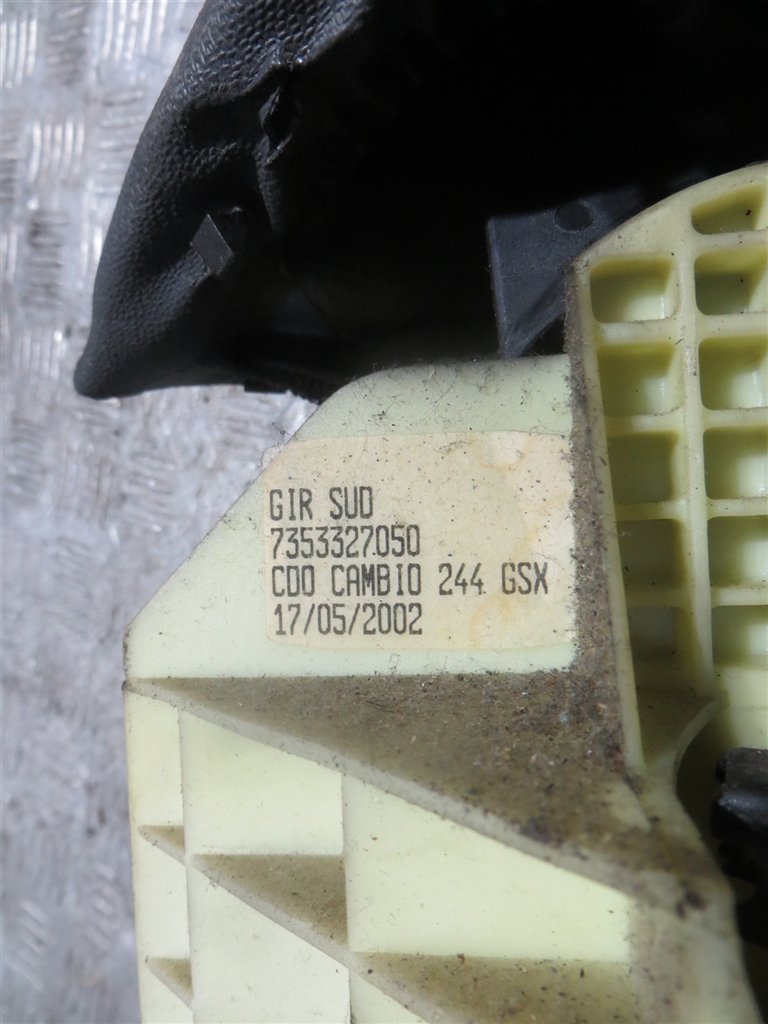 GIR SUD
7353327050
CDO CAMBIO 244 GSX
17/05/2002